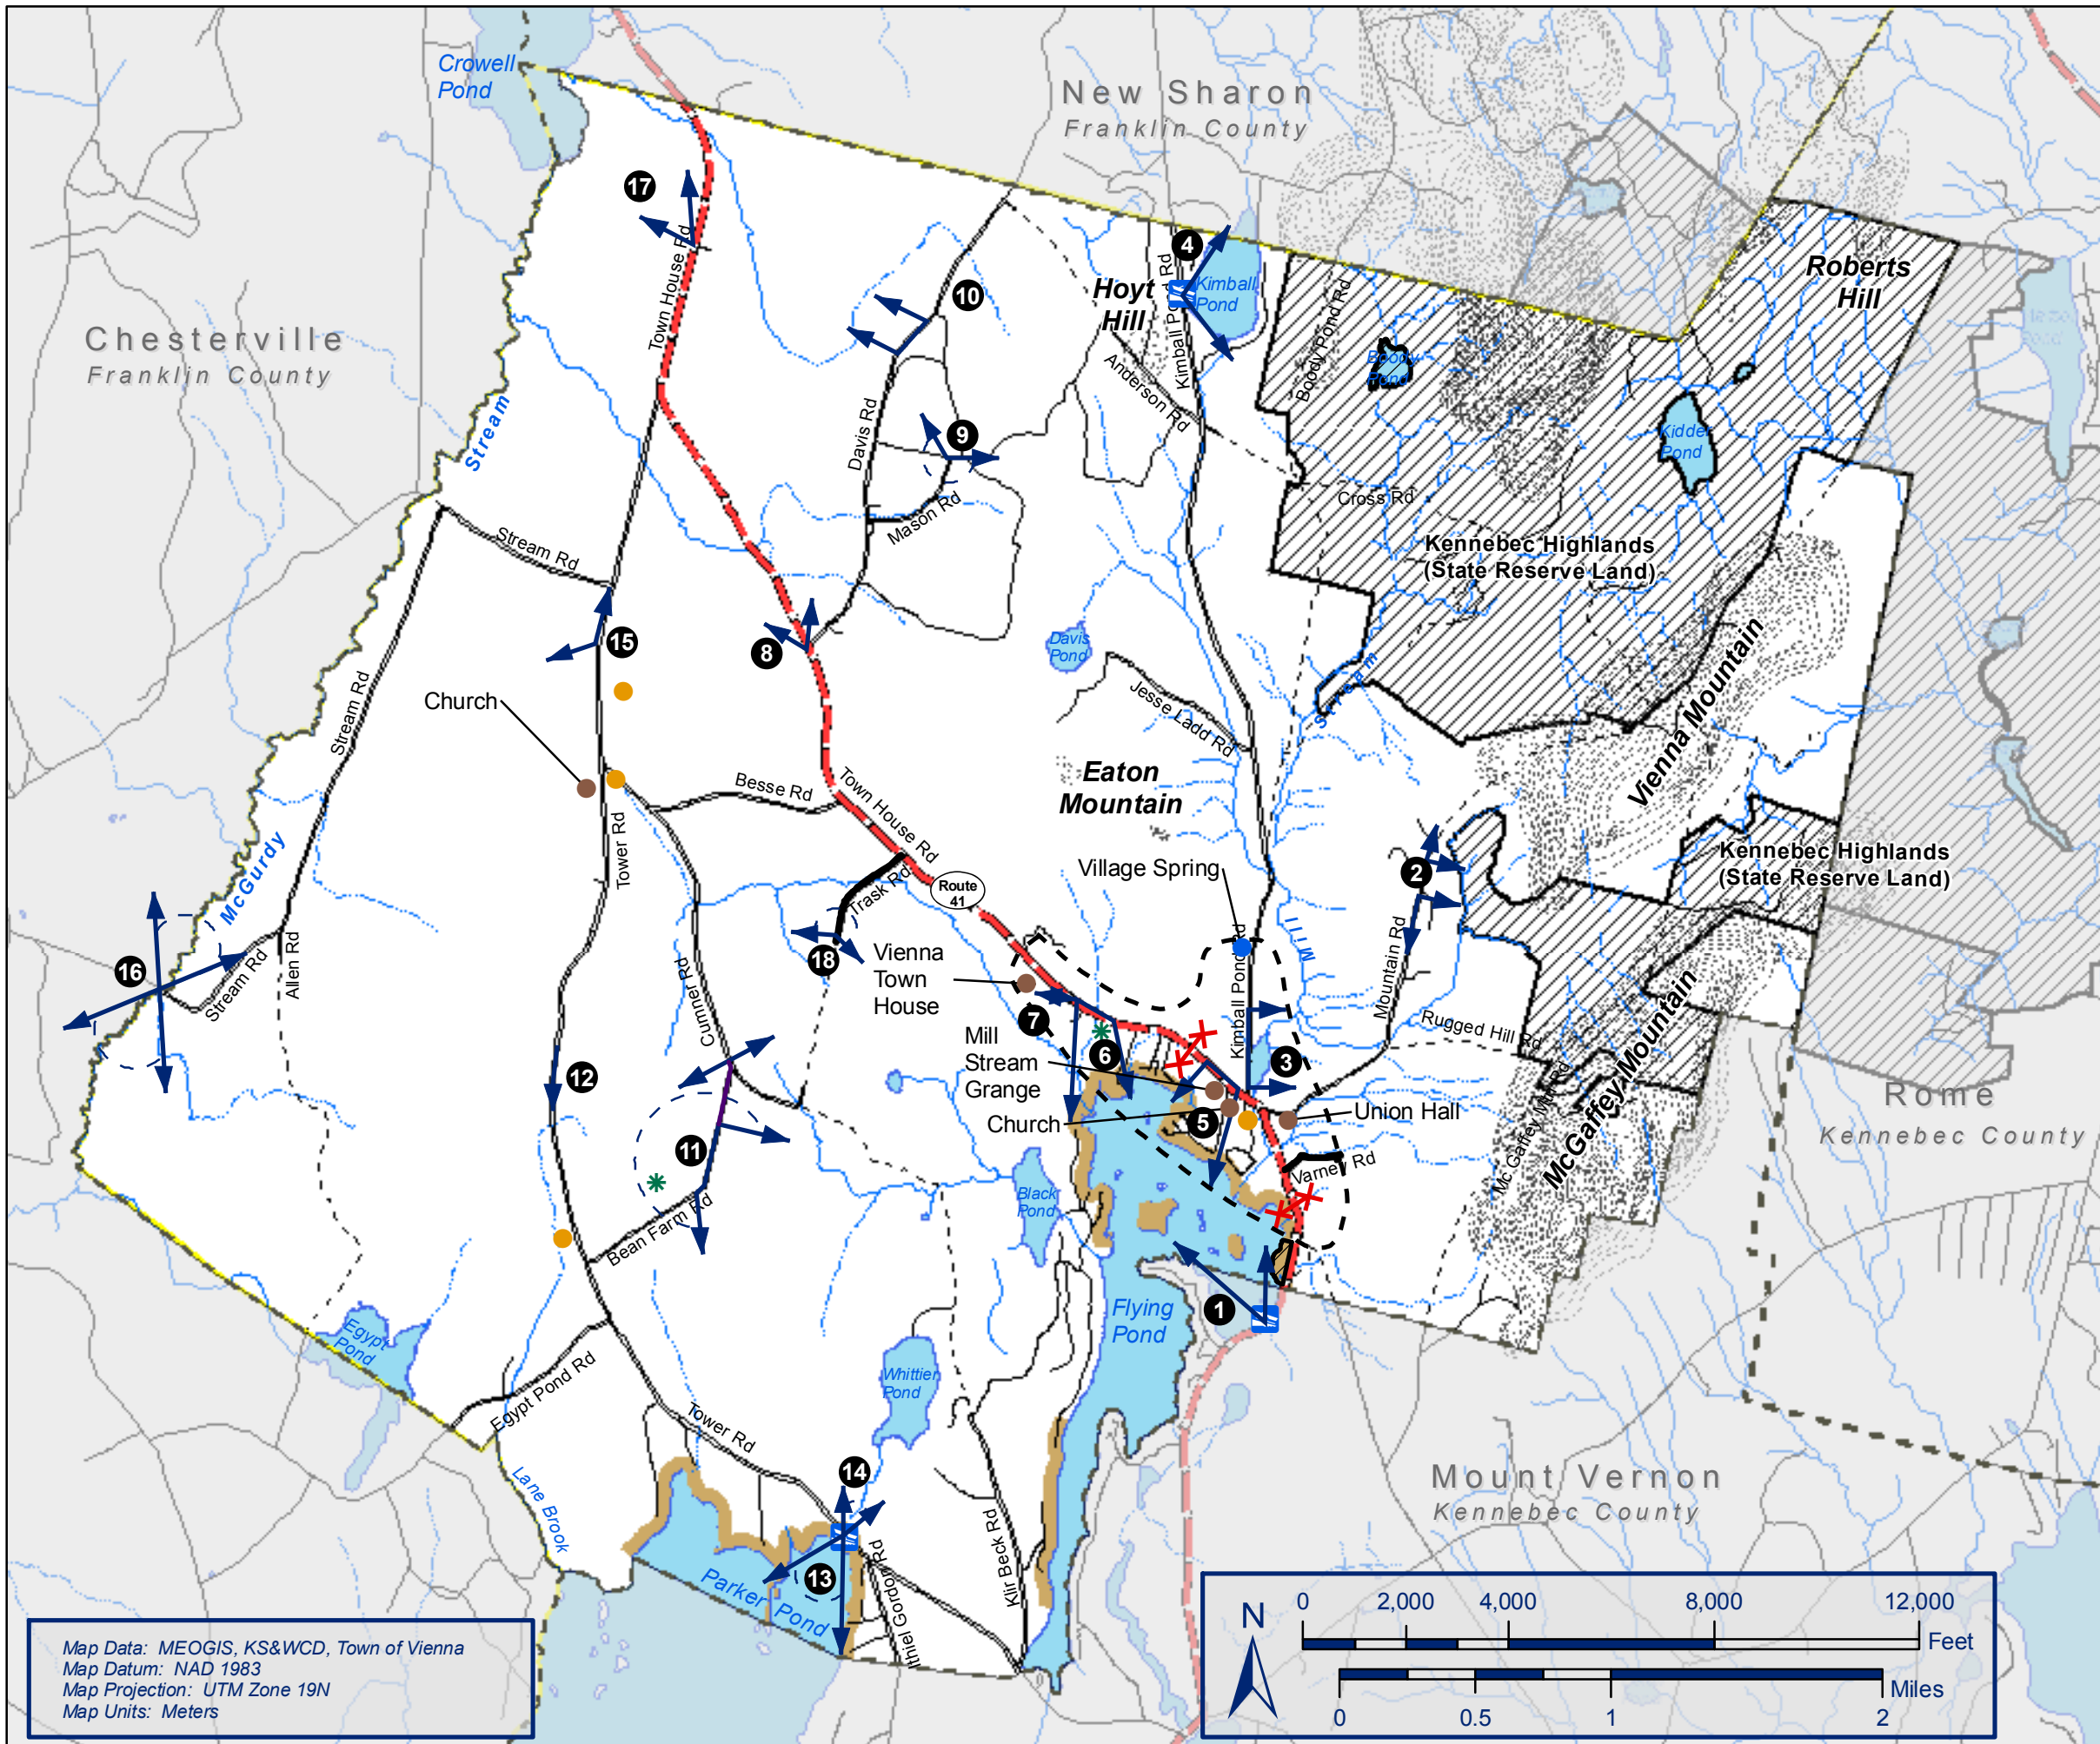 Crowell
Pond
New Sharon
Franklin County
17
4
Roberts
Hill
Kimball
Pond
10
Hoyt
Hill
Town House Rd
Kimball Pond Rd
Boody Pond Rd
Chesterville
Franklin County
Boody
Pond
Anderson Rd
Davis Rd
9
Kidder
Pond
Stream
Cross Rd
Mason Rd
Stream Rd
Kennebec Highlands
(State Reserve Land)
15
8
Davis
Pond
Stream
Church
Stream Rd
Jesse Ladd Rd
Vienna Mountain
Eaton
Mountain
Besse Rd
Town House Rd
Tower Rd
McGurdy
Village Spring
2
Kennebec Highlands
(State Reserve Land)
Route
41
Trask Rd
Mill
Kimball Pond Rd
Mountain Rd
16
Stream Rd
Allen Rd
Cumner Rd
18
Vienna
Town
House
7
Rugged Hill Rd
Mill
Stream
Grange
6
3
12
McGaffey Mtn Rd
McGaffey Mountain
Rome
Kennebec County
Church
5
Union Hall
11
Varney Rd
Black
Pond
Bean Farm Rd
1
Flying
Pond
Egypt
Pond
Whittier
Pond
Egypt Pond Rd
Tower Rd
14
Mount Vernon
Kennebec County
Lane Brook
Klir Beck Rd
13
Parker Pond
Ithiel Gordon Rd
Map Data: MEOGIS, KS&WCD, Town of Vienna
Map Datum: NAD 1983
Map Projection: UTM Zone 19N
Map Units: Meters
N
0 2,000 4,000 8,000 12,000
Feet
Miles
0 0.5 1 2